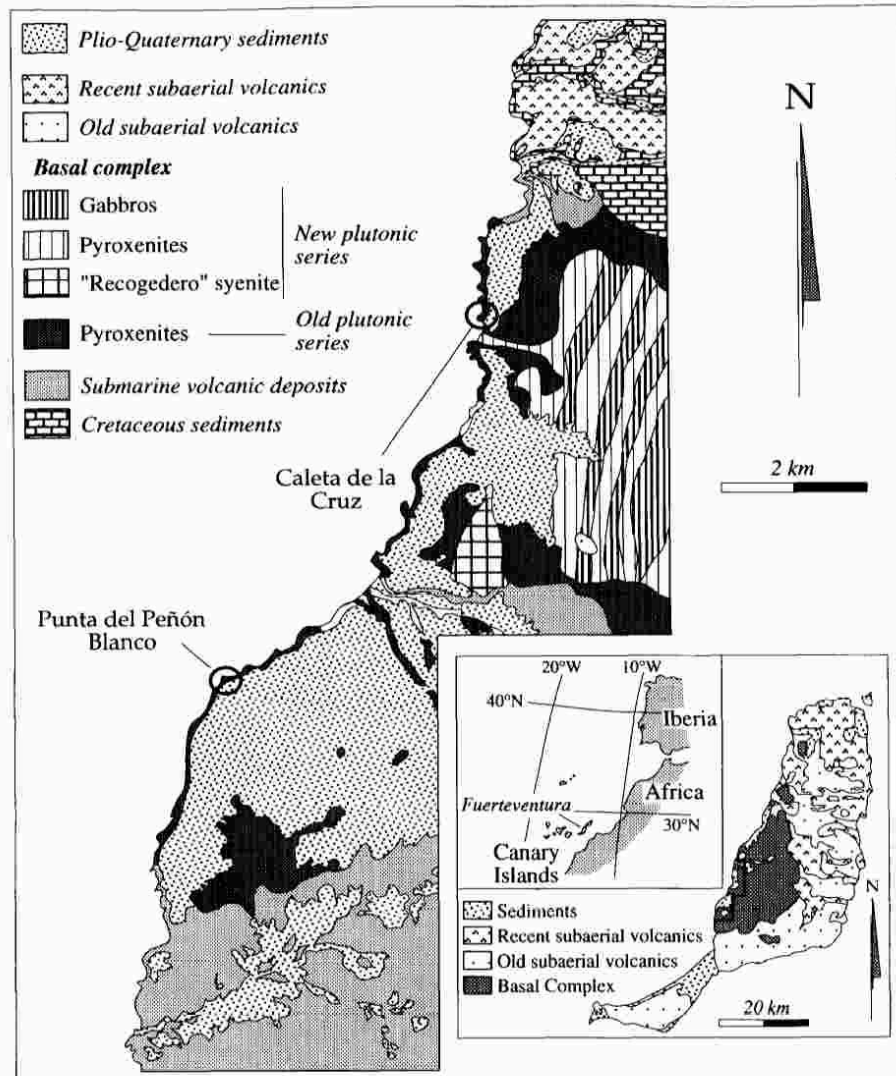 Plio-Quaternary sediments
Recent subaerial volcanics
Old subaerial volcanics
Basal complex
Gabbros
Pyroxenites
"Recogedero" syenite
New plutonic
series
Pyroxenites
Old plutonic
series
Submarine volcanic deposits
Cretaceous sediments
N
2 km
Caleta de la
Cruz
Punta del Peñón
Blanco
20°W
10°W
40°N
Iberia
Africa
Fuerteventura
30°N
Canary
Islands
Sediments
Recent subaerial volcanics
Old subaerial volcanics
Basal Complex
20 km
N